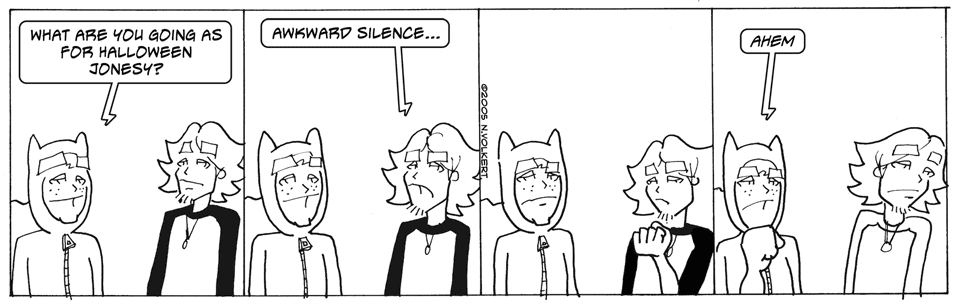 WHAT ARE YOU GOING AS
FOR HALLOWEEN
JONESY?
AWKWARD SILENCE...
©2005 N.VOLKERT
AHEM